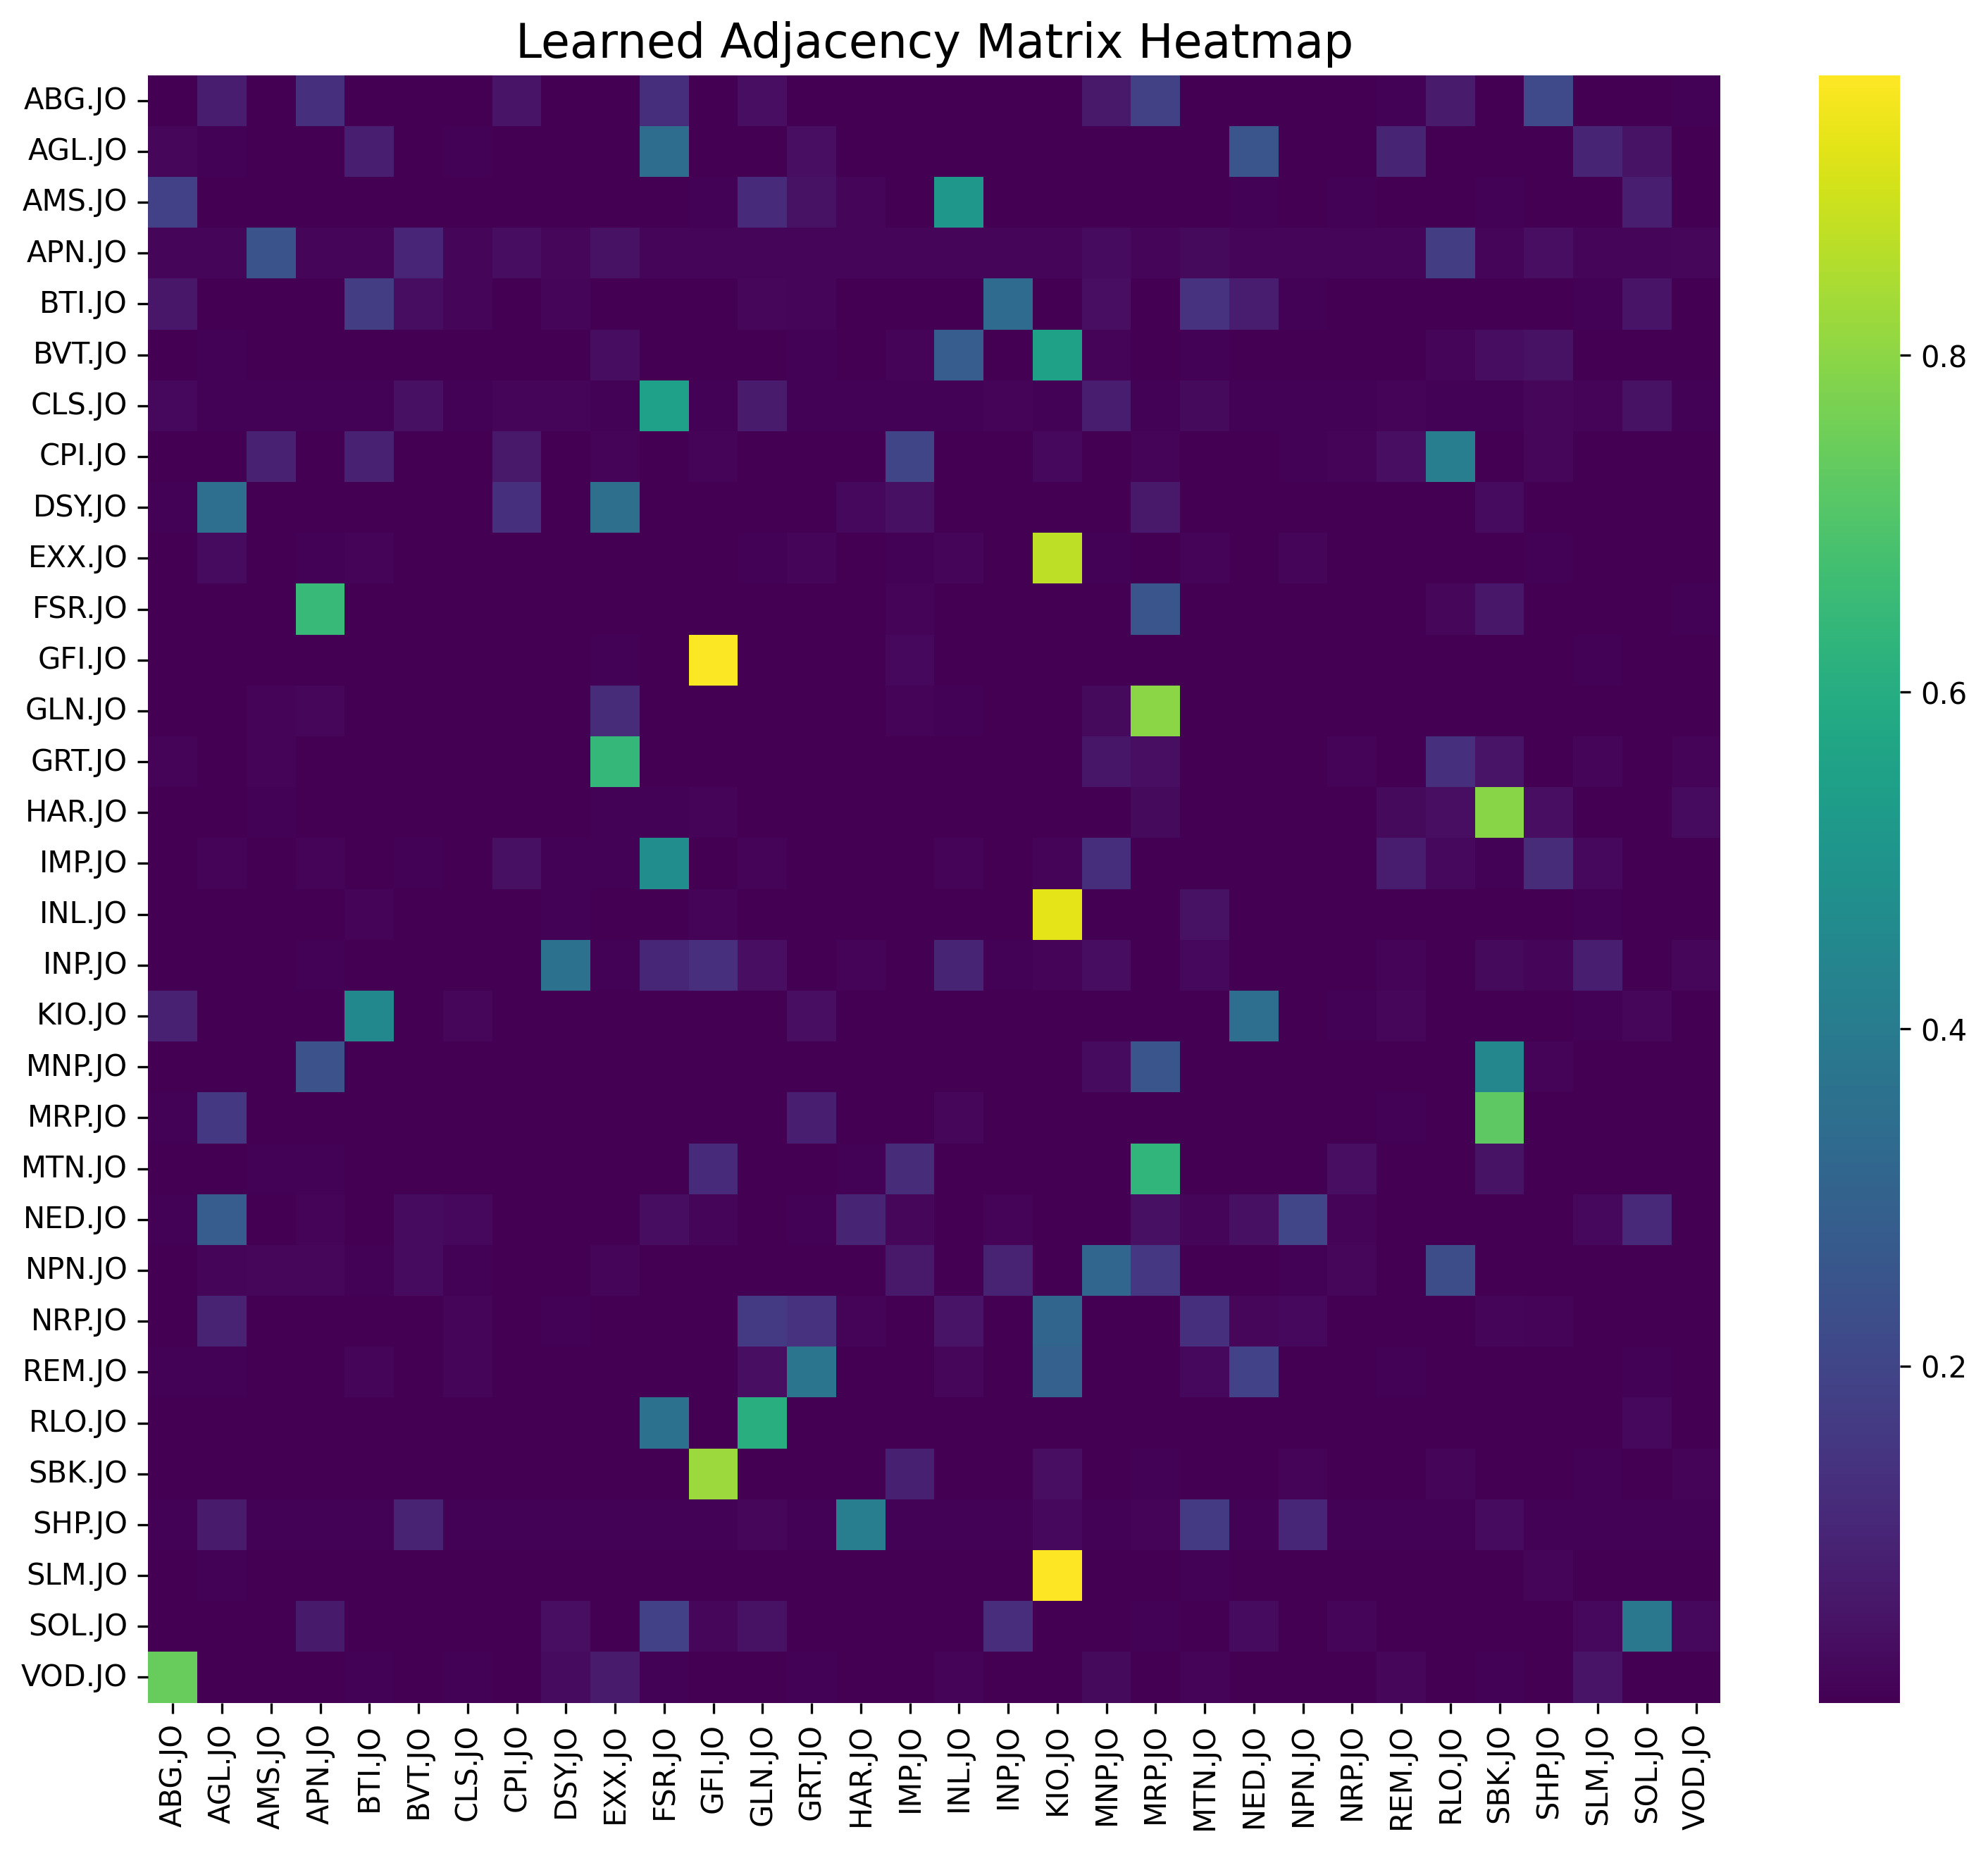 Learned Adjacency Matrix Heatmap
ABG.JO
AGL.JO
AMS.JO
APN.JO
BTI.JO
BVT.JO
CLS.JO
CPI.JO
DSY.JO
EXX.JO
FSR.JO
GFI.JO
GLN.JO
GRT.JO
HAR.JO
IMP.JO
INL.JO
INP.JO
KIO.JO
MNP.JO
MRP.JO
MTN.JO
NED.JO
NPN.JO
NRP.JO
REM.JO
RLO.JO
SBK.JO
SHP.JO
SLM.JO
SOL.JO
VOD.JO
ABG.JO
AGL.JO
AMS.JO
APN.JO
BTI.JO
BVT.JO
CLS.JO
CPI.JO
DSY.JO
EXX.JO
FSR.JO
GFI.JO
GLN.JO
GRT.JO
HAR.JO
IMP.JO
INL.JO
INP.JO
KIO.JO
MNP.JO
MRP.JO
MTN.JO
NED.JO
NPN.JO
NRP.JO
REM.JO
RLO.JO
SBK.JO
SHP.JO
SLM.JO
SOL.JO
VOD.JO
0.8
0.6
0.4
0.2